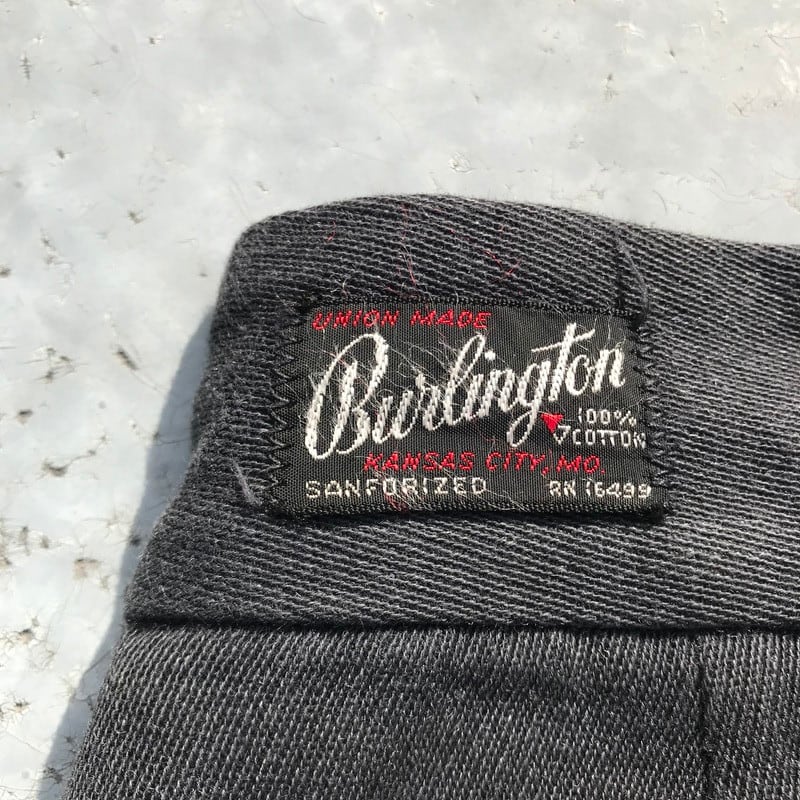 UNION MADE
Burlington
100%
COTTON
KANSAS CITY, MO.
SANFORIZED RN 16499